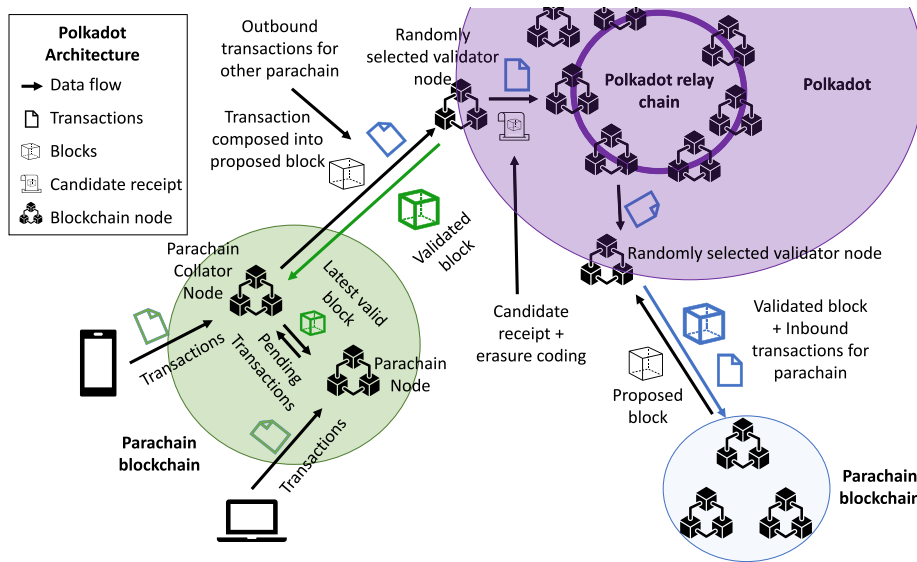 Polkadot
Architecture
Data flow
Transactions
Blocks
Candidate receipt
Blockchain node
Outbound
transactions for
other parachain
Transaction
composed into
proposed block
Randomly
selected validator
node
Polkadot relay
chain
Polkadot
Randomly selected validator node
Validated
block
Candidate
receipt +
erasure coding
Validated block
+ Inbound
transactions for
parachain
Proposed
block
Parachain
blockchain
Parachain
Collator
Node
Latest valid
block
Pending
Transactions
Parachain
Node
Transactions
Transactions
Parachain
blockchain